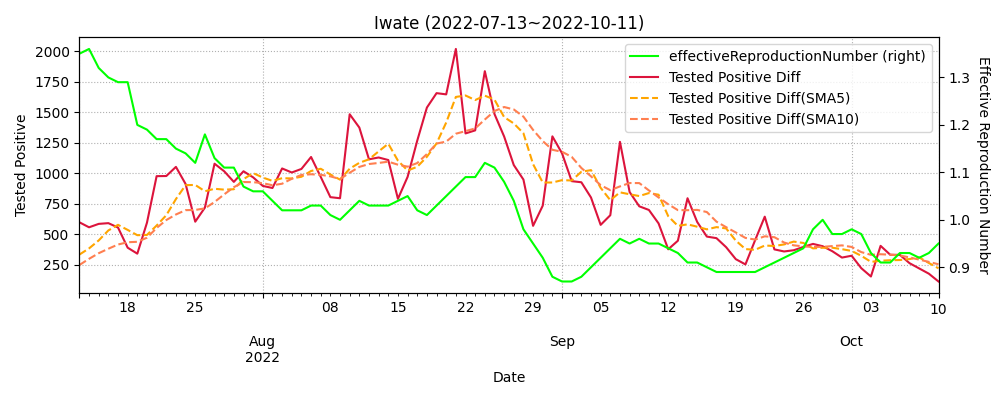 Iwate (2022-07-13~2022-10-11)
effectiveReproductionNumber (right)
Tested Positive Diff
Tested Positive Diff(SMA5)
Tested Positive Diff(SMA10)
Tested Positive
2000
1750
1500
1250
1000
750
500
250
1.3
1.2
1.1
1.0
0.9
Effective Reproduction Number
18 25 08 15 22 29 05 12 19 26 03 10
Aug Sep Oct
2022
Date